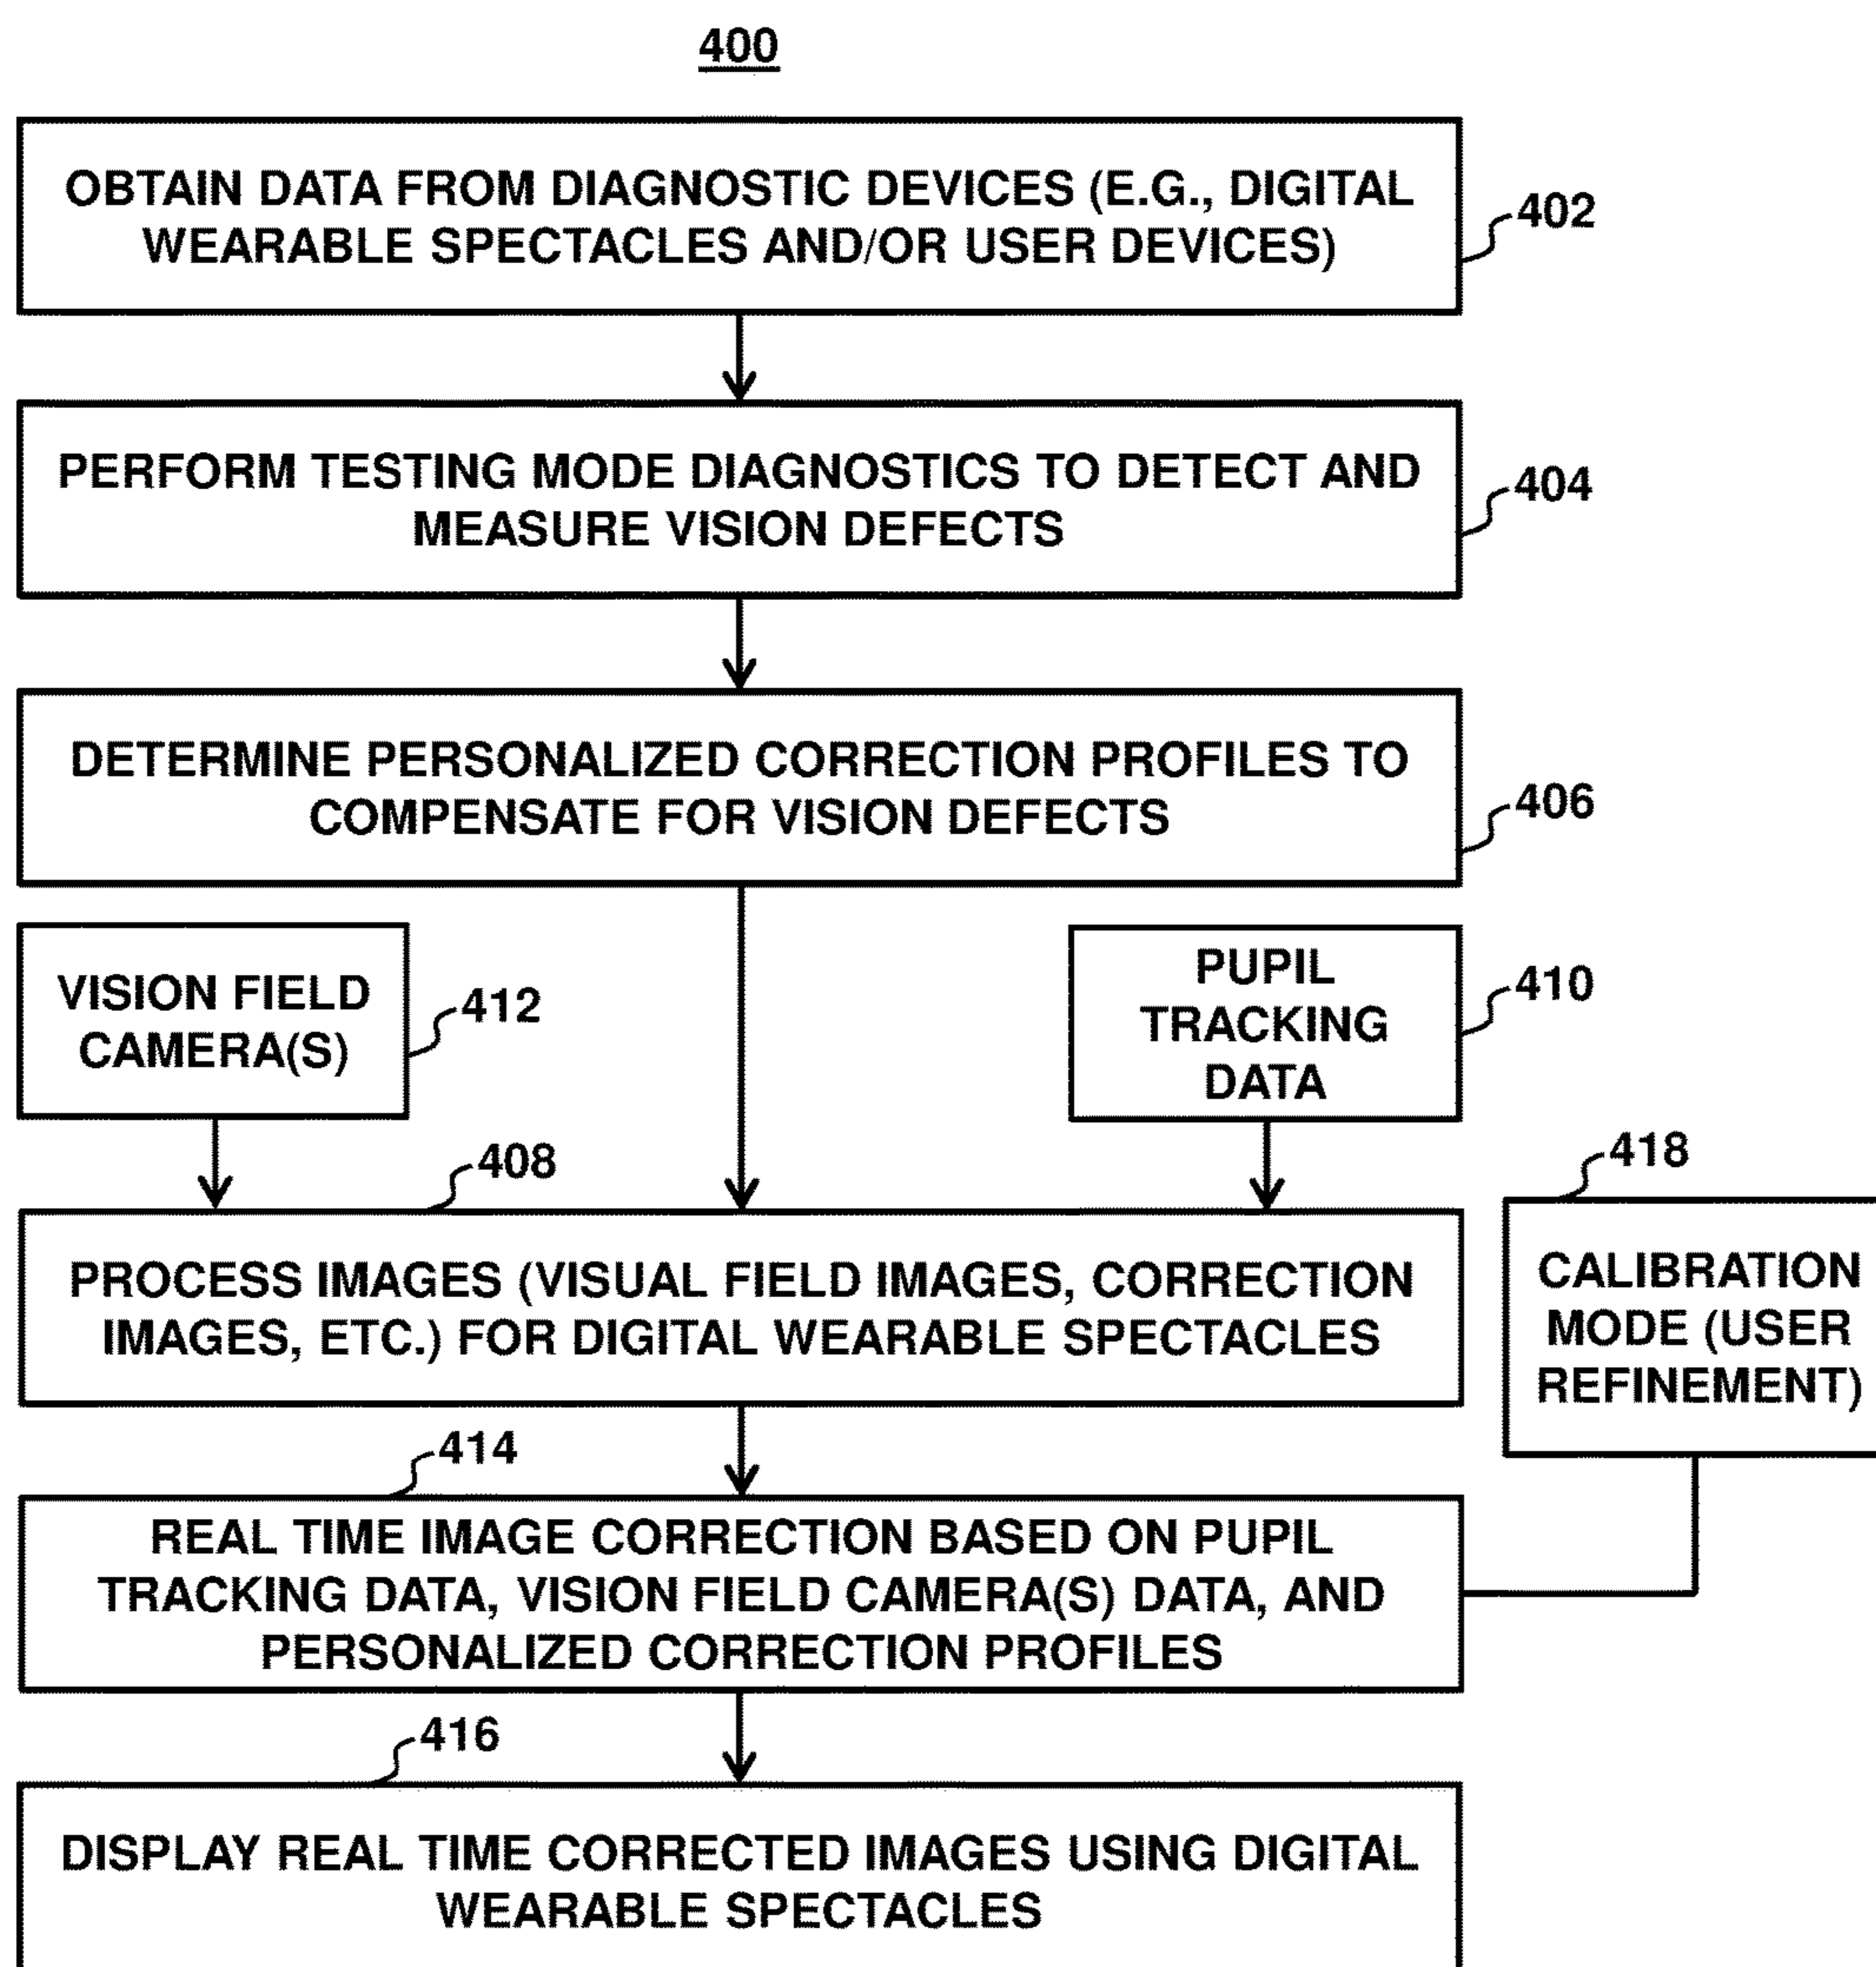 400
OBTAIN DATA FROM DIAGNOSTIC DEVICES (E.G., DIGITAL
WEARABLE SPECTACLES AND/OR USER DEVICES)
402
PERFORM TESTING MODE DIAGNOSTICS TO DETECT AND
MEASURE VISION DEFECTS
404
DETERMINE PERSONALIZED CORRECTION PROFILES TO
COMPENSATE FOR VISION DEFECTS
406
VISION FIELD
CAMERA(S)
412
PUPIL
TRACKING
DATA
410
408
PROCESS IMAGES (VISUAL FIELD IMAGES, CORRECTION
IMAGES, ETC.) FOR DIGITAL WEARABLE SPECTACLES
418
CALIBRATION
MODE (USER
REFINEMENT)
414
REAL TIME IMAGE CORRECTION BASED ON PUPIL
TRACKING DATA, VISION FIELD CAMERA(S) DATA, AND
PERSONALIZED CORRECTION PROFILES
416
DISPLAY REAL TIME CORRECTED IMAGES USING DIGITAL
WEARABLE SPECTACLES